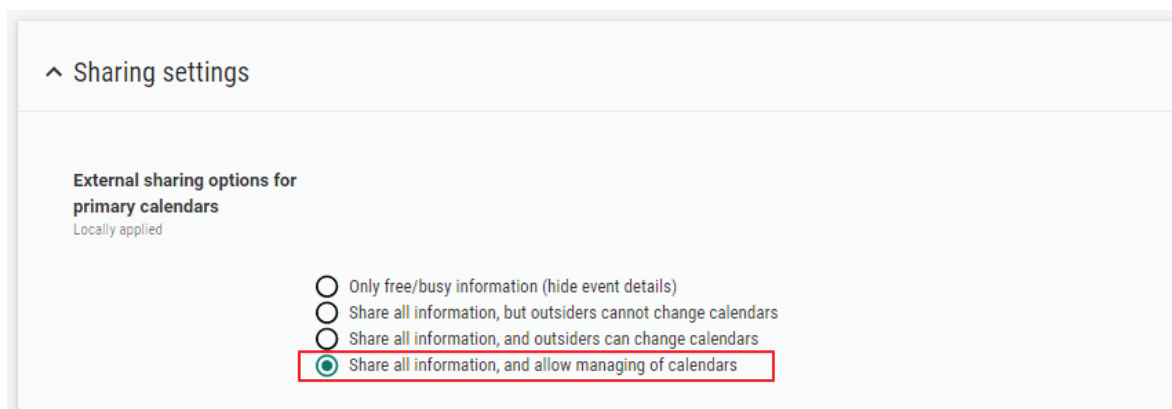 Sharing settings
External sharing options for
primary calendars
Locally applied
Only free/busy information (hide event details)
Share all information, but outsiders cannot change calendars
Share all information, and outsiders can change calendars
Share all information, and allow managing of calendars